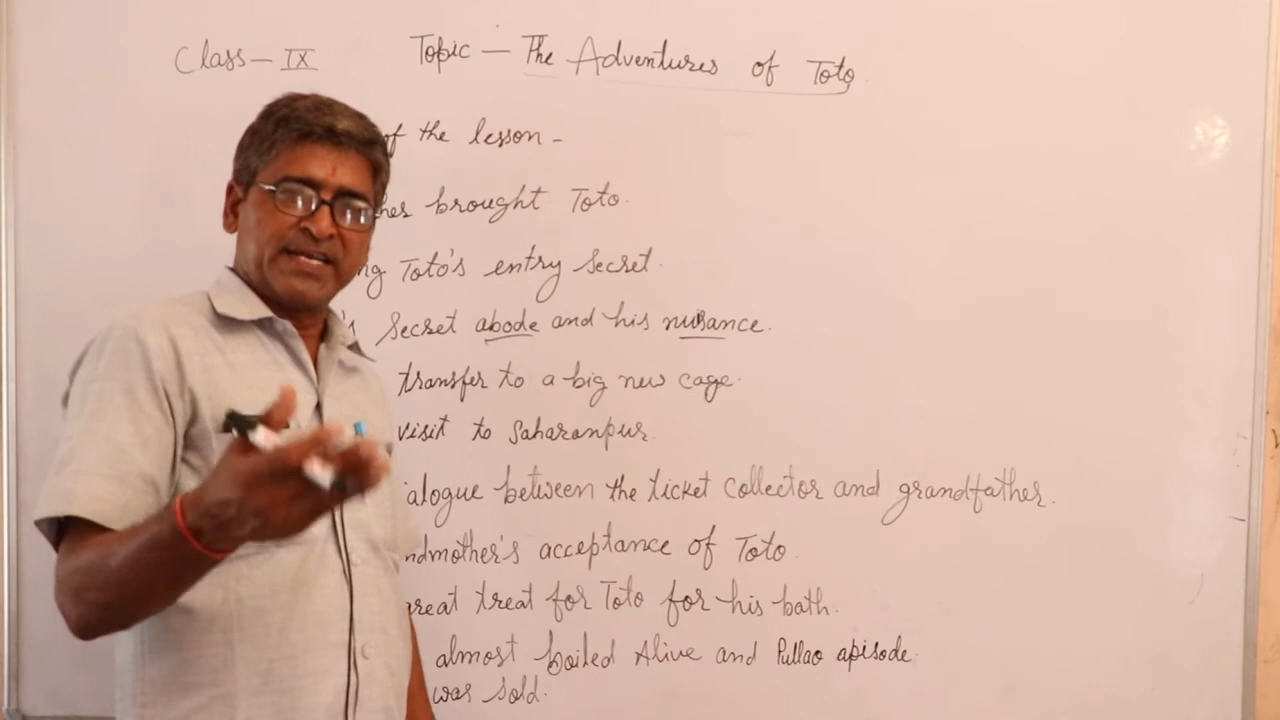 Class - IX Topic - The Adventures of Toto
of the lesson -
brought Toto.
Toto's entry secret.
secret abode and his nuisance.
transfer to a big new cage.
visit to Saharanpur.
alogue between the ticket collector and grandfather.
ndmother's acceptance of Toto
great treat for Toto for his bath.
almost boiled Alive and Pullao apisode.
was sold.